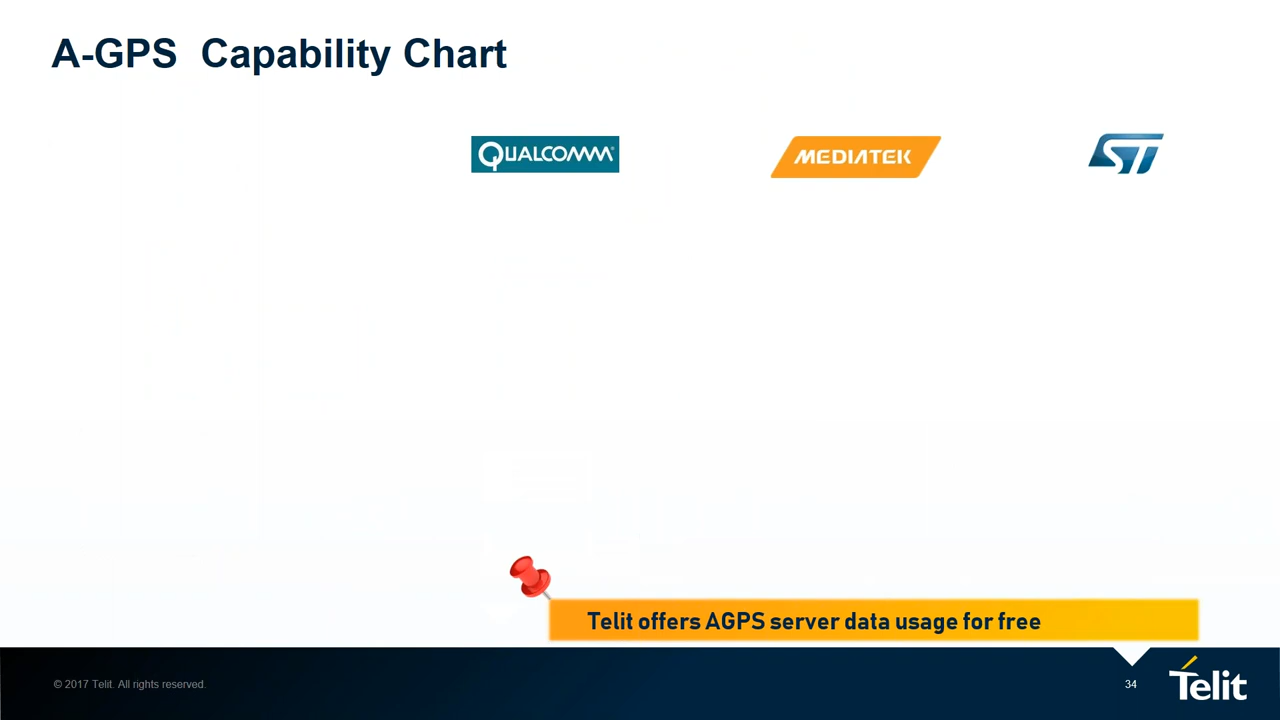 A-GPS  Capability Chart
QUALCOMM®
MEDIATEK
ST
Telit offers AGPS server data usage for free
© 2017 Telit. All rights reserved.
34
Telit